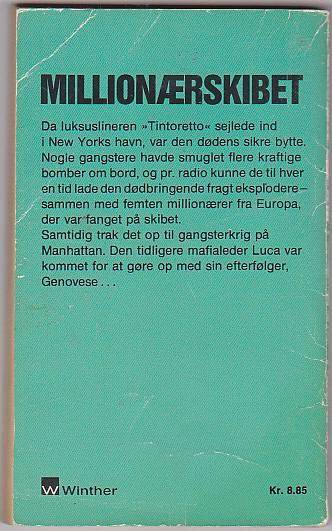 MILLIONÆRSKIBET
Da luksuslineren »Tintoretto« sejlede ind
i New Yorks havn, var den dødens sikre bytte.
Nogle gangstere havde smuglet flere kraftige
bomber om bord, og pr. radio kunne de til hver
en tid lade den dødbringende fragt eksplodere–
sammen med femten millionærer fra Europa,
der var fanget på skibet.
Samtidig trak det op til gangsterkrig på
Manhattan. Den tidligere mafialeder Luca var
kommet for at gøre op med sin efterfølger,
Genovese . . .
W Winther
Kr. 8.85